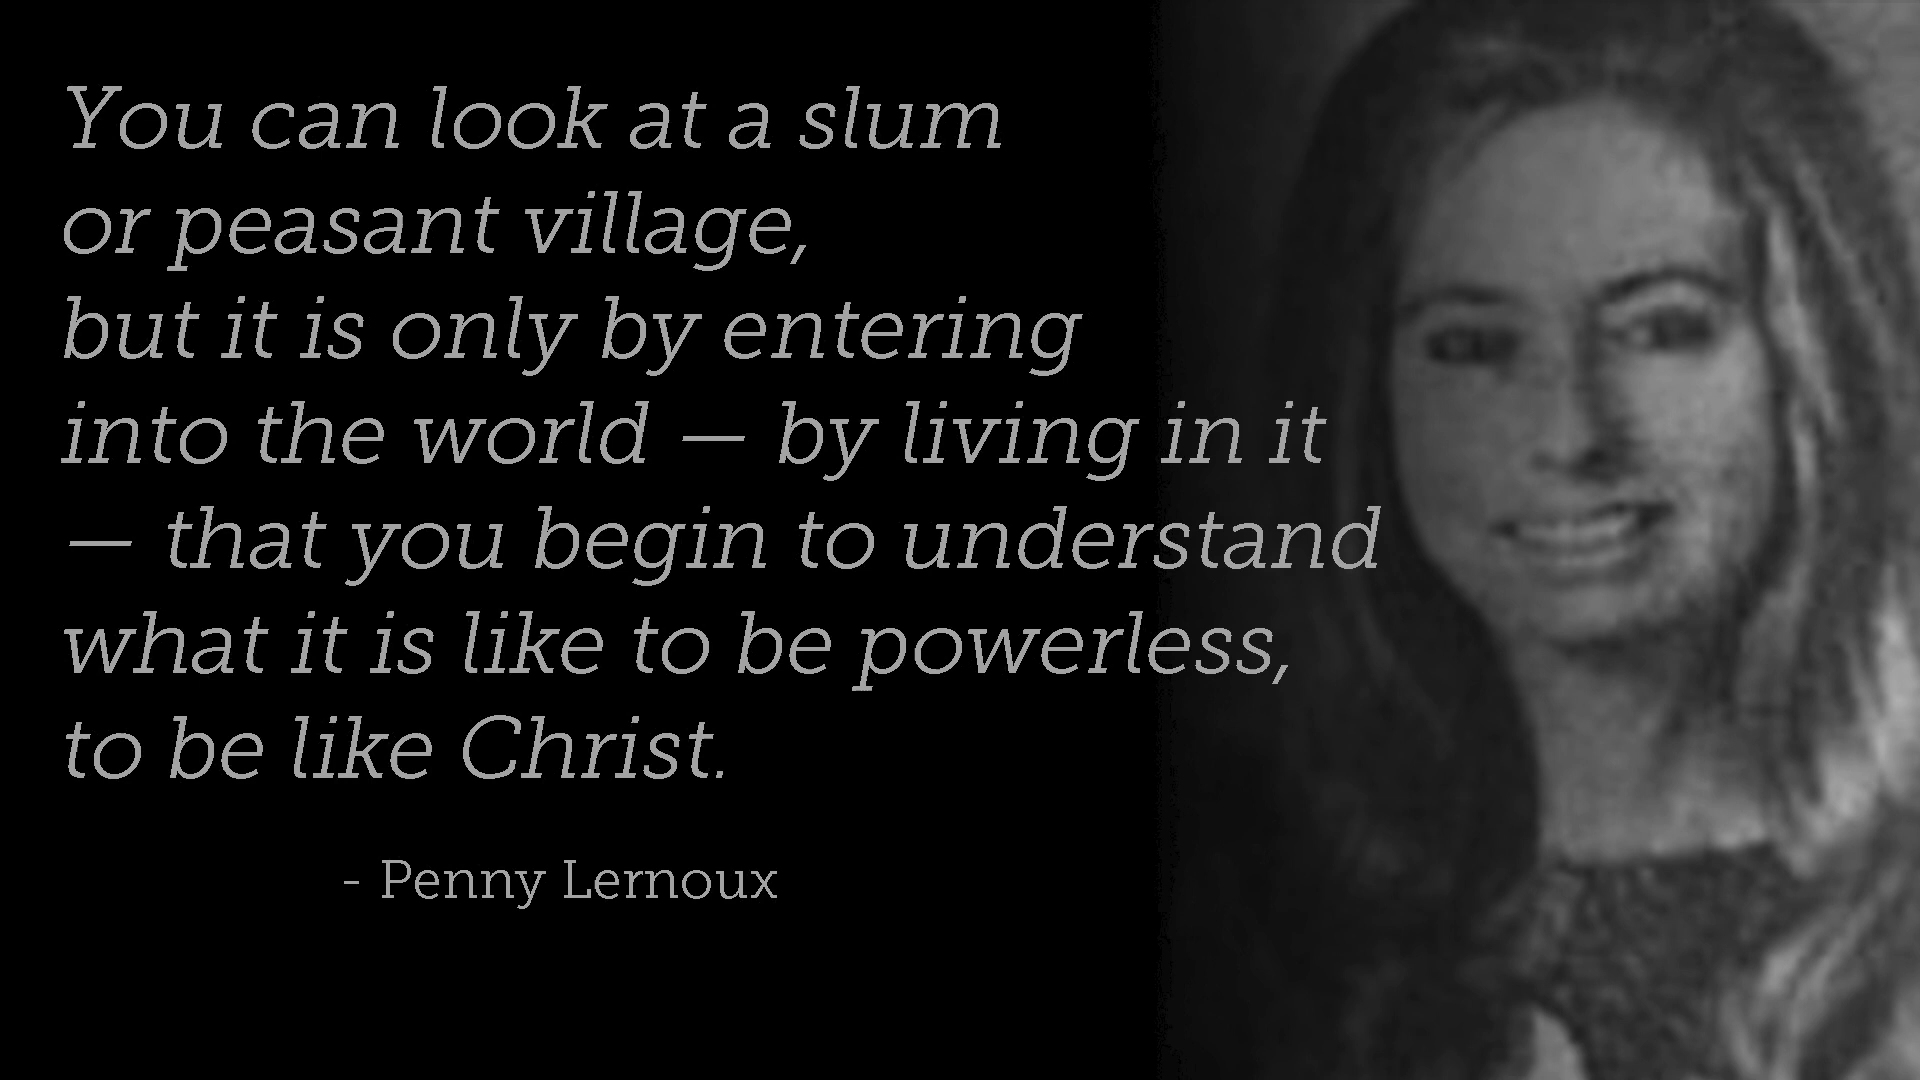 You can look at a slum
or peasant village,
but it is only by entering
into the world — by living in it
— that you begin to understand
what it is like to be powerless,
to be like Christ.
- Penny Lernoux